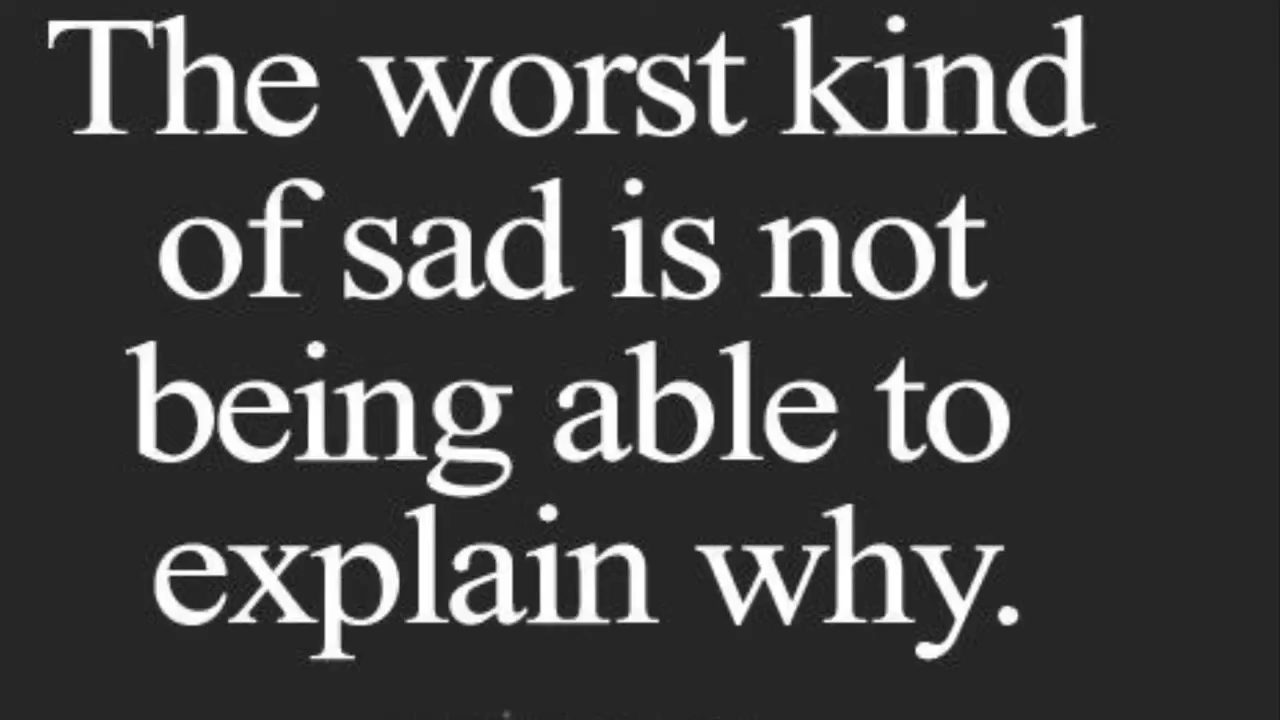 The worst kind
of sad is not
being able to
explain why.